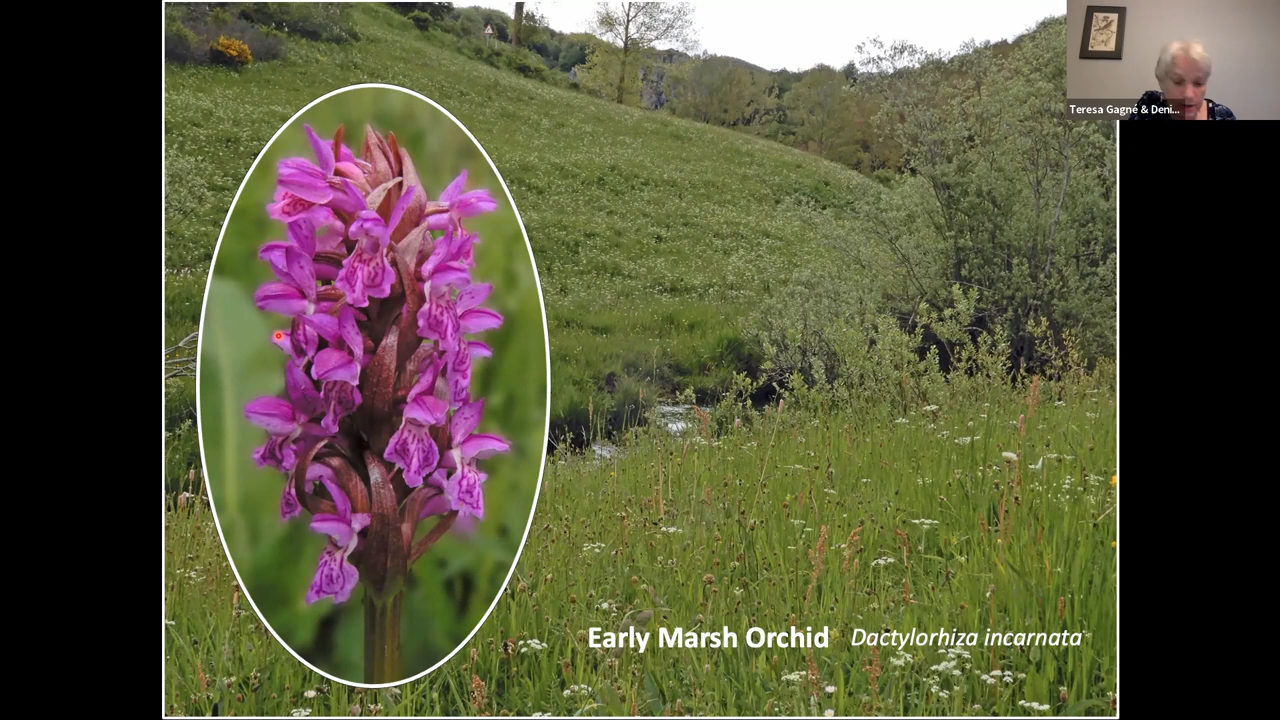 Teresa Gagné & Deni...
Early Marsh Orchid Dactylorhiza incarnata